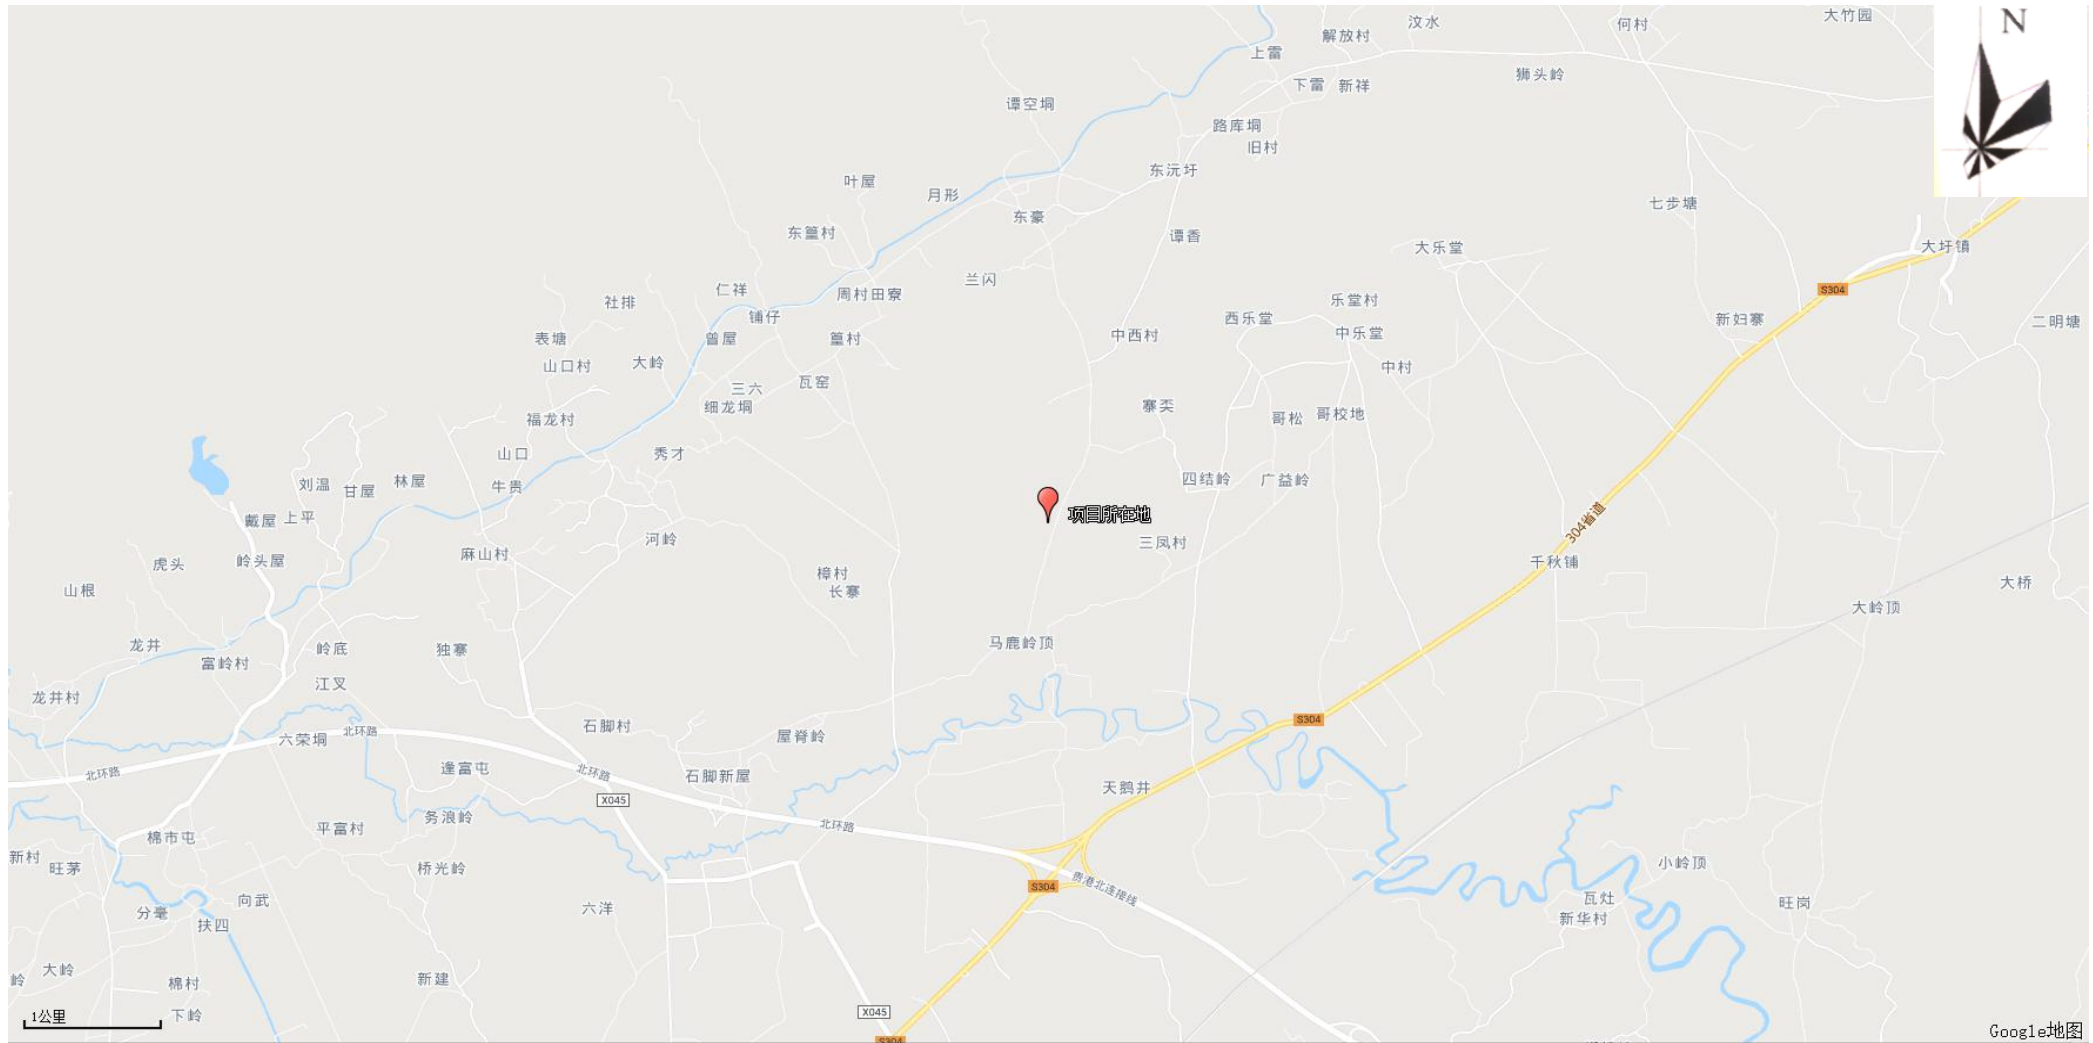 大竹园
N
汶水
何村
解放村
上雷
狮头岭
下雷
新祥
谭空垌
路库垌
旧村
东沅圩
叶屋
月形
七步塘
东豪
东篁村
谭香
大乐堂
大圩镇
兰闪
仁祥
周村田寮
S304
社排
乐堂村
铺仔
西乐堂
新妇寨
二明塘
表塘
曾屋
篁村
中西村
中乐堂
山口村
大岭
中村
三六
瓦窑
细龙垌
寨奀
福龙村
哥松
哥校地
山口
秀才
四结岭
广益岭
刘温
甘屋
林屋
牛贵
项目所在地
戴屋
上平
304省道
河岭
三凤村
麻山村
虎头
岭头屋
千秋铺
樟村
山根
长寨
大桥
大岭顶
龙井
岭底
独寨
马鹿岭顶
富岭村
江叉
龙井村
石脚村
S304
北环路
六荣垌
屋脊岭
逢富屯
北环路
北环路
石脚新屋
天鹅井
X045
务浪岭
平富村
北环路
棉市屯
新村
旺茅
桥光岭
小岭顶
S304
贵港北连接线
向武
瓦灶
旺岗
分毫
六洋
新华村
扶四
大岭
岭
新建
棉村
X045
1公里
下岭
Google地图
S304